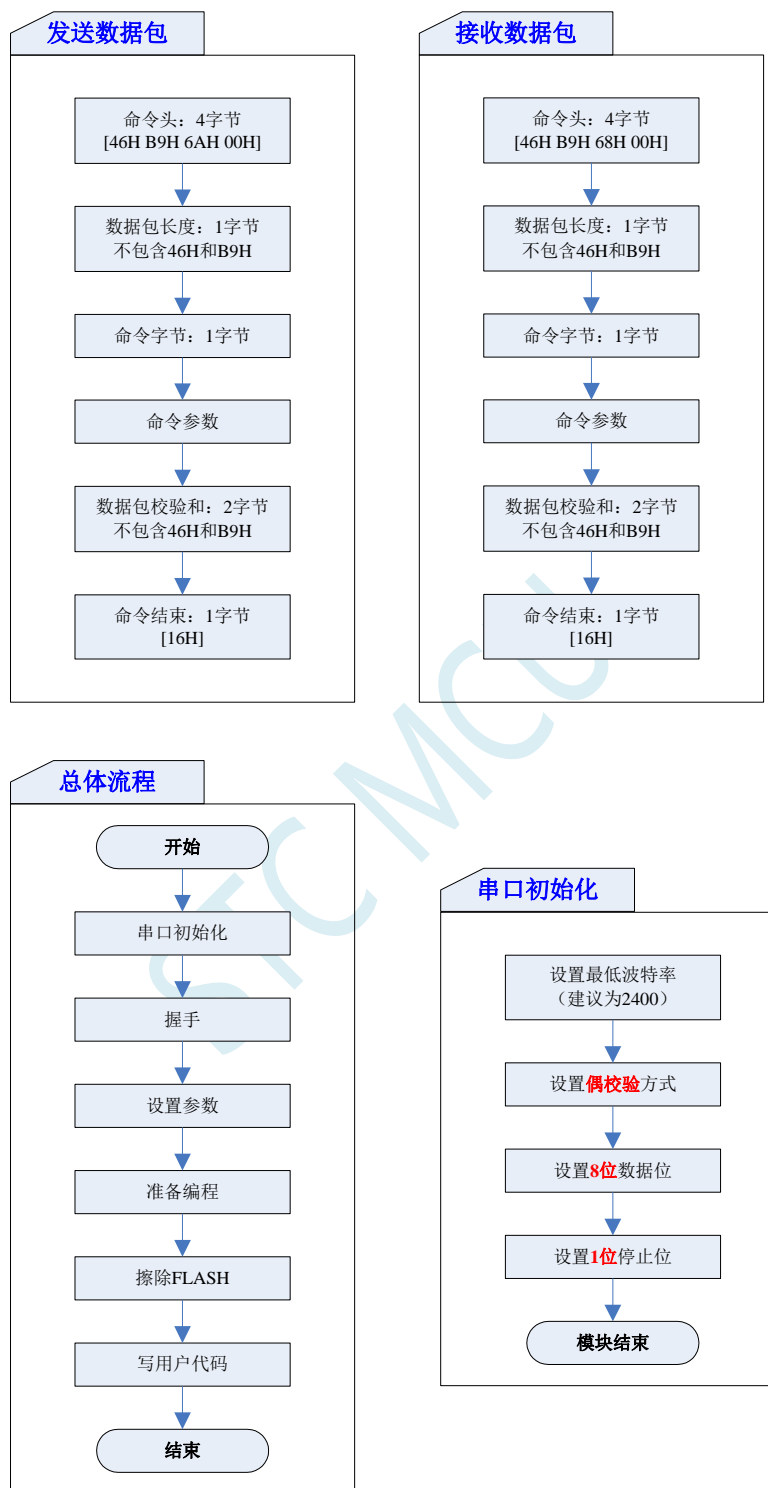 发送数据包
命令头：4字节
[46H B9H 6AH 00H]
数据包长度：1字节
不包含46H和B9H
命令字节：1字节
命令参数
数据包校验和：2字节
不包含46H和B9H
命令结束：1字节
[16H]
接收数据包
命令头：4字节
[46H B9H 68H 00H]
数据包长度：1字节
不包含46H和B9H
命令字节：1字节
命令参数
数据包校验和：2字节
不包含46H和B9H
命令结束：1字节
[16H]
STC MCU
总体流程
开始
串口初始化
握手
设置参数
准备编程
擦除FLASH
写用户代码
结束
串口初始化
设置最低波特率
（建议为2400）
设置偶校验方式
设置8位数据位
设置1位停止位
模块结束